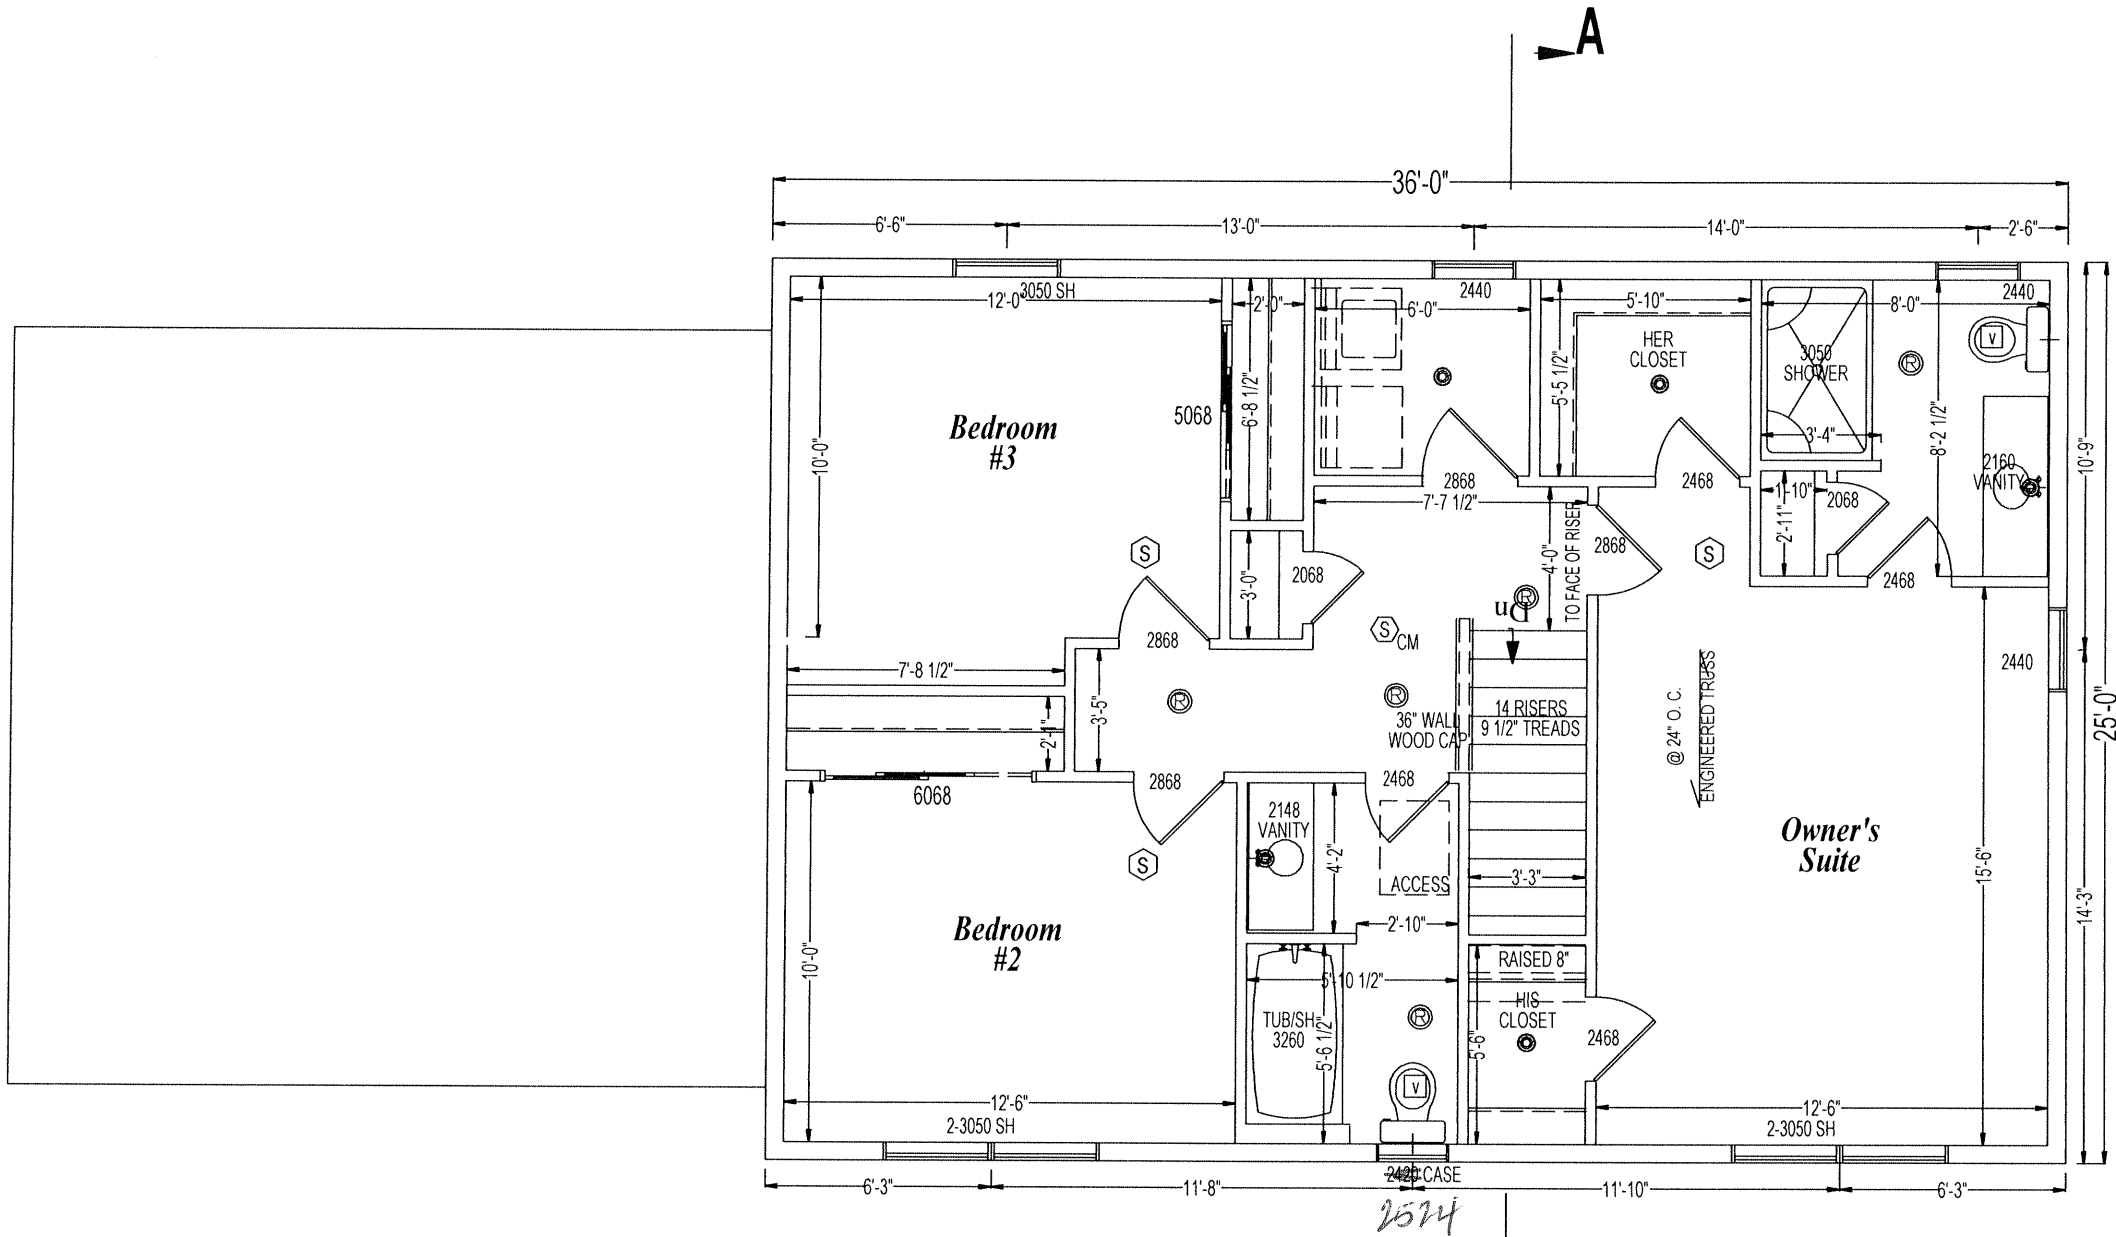 A
36'-0"
6'-6"
13'-0"
14'-0"
2'-6"
3050 SH
12'-0"
2'-0"
6'-0"
2440
5'-10"
8'-0"
2440
HER
CLOSET
3050
SHOWER
V
R
5'-5 1/2"
6'-8 1/2"
5068
Bedroom
#3
10'-0"
3'-4"
8'-2 1/2"
10'-9"
2160
VANITY
2868
7'-7 1/2"
2468
1'-10"
2068
2'-11"
S
3'-0"
2068
4'-0"
TO FACE OF RISER
2868
S
2468
R
Dn
2868
S
CM
7'-8 1/2"
3'-5"
R
R
36" WALL
WOOD CAP
14 RISERS
9 1/2" TREADS
@ 24" O. C.
ENGINEERED TRUSS
2440
25'-0"
6068
2868
2468
2148
VANITY
4'-2"
ACCESS
3'-3"
Owner's
Suite
15'-6"
14'-3"
S
Bedroom
#2
10'-0"
2'-10"
5'-10 1/2"
RAISED 8"
HIS
CLOSET
TUB/SH
3260
5'-6 1/2"
R
5'-6"
2468
V
12'-6"
2-3050 SH
12'-6"
2-3050 SH
2420 CASE
6'-3"
11'-8"
11'-10"
6'-3"
2524